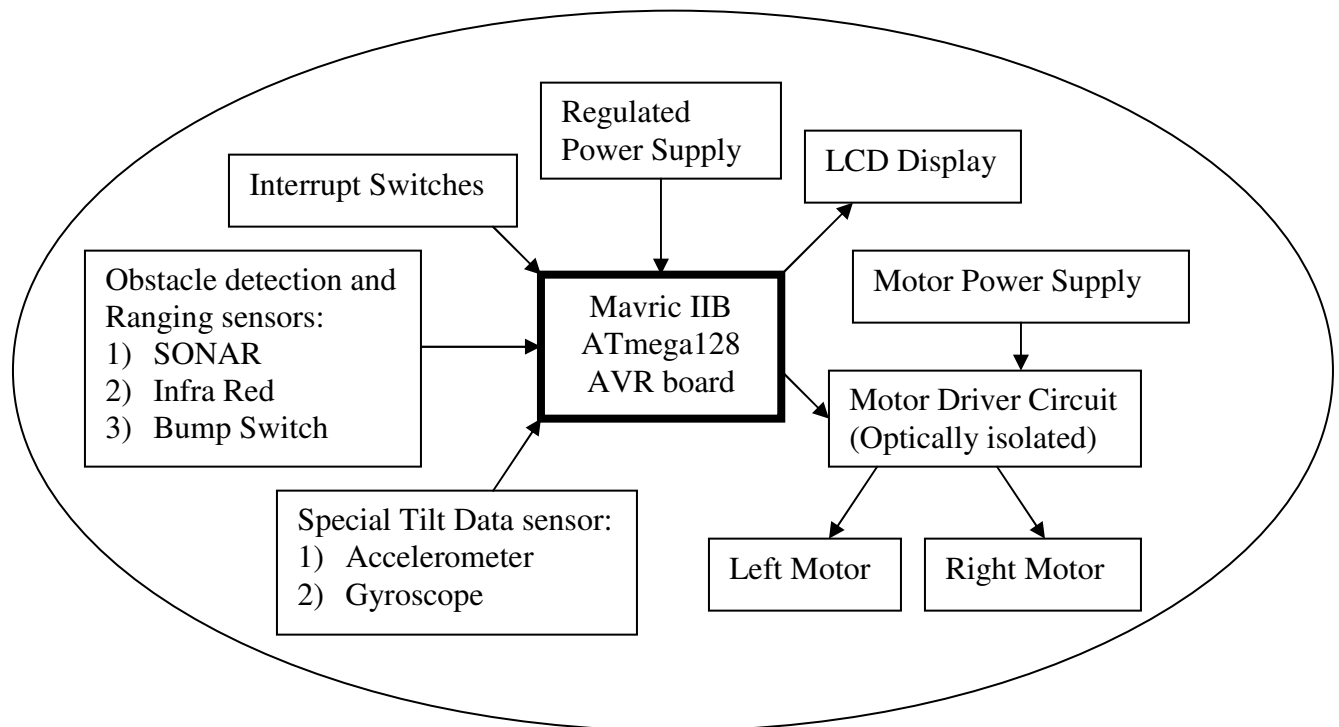 Regulated
Power Supply
LCD Display
Interrupt Switches
Obstacle detection and
Ranging sensors:
1) SONAR
2) Infra Red
3) Bump Switch
Mavric IIB
ATmega128
AVR board
Motor Power Supply
Motor Driver Circuit
(Optically isolated)
Special Tilt Data sensor:
1) Accelerometer
2) Gyroscope
Left Motor
Right Motor